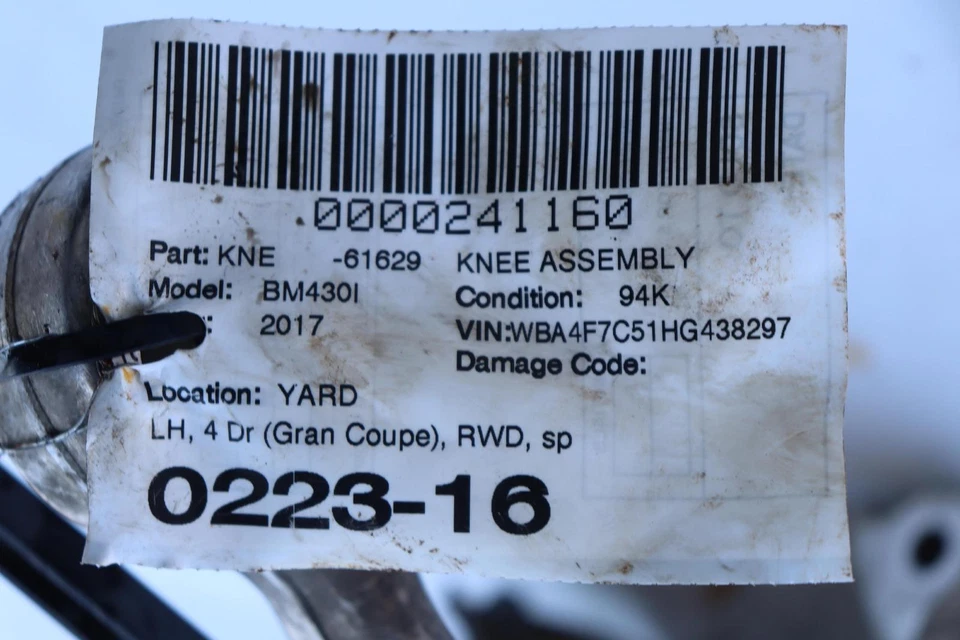 0000241160
Part: KNE -61629 KNEE ASSEMBLY
Model: BM430I Condition: 94K
: 2017 VIN:WBA4F7C51HG438297
Damage Code:
Location: YARD
LH, 4 Dr (Gran Coupe), RWD, sp
0223-16